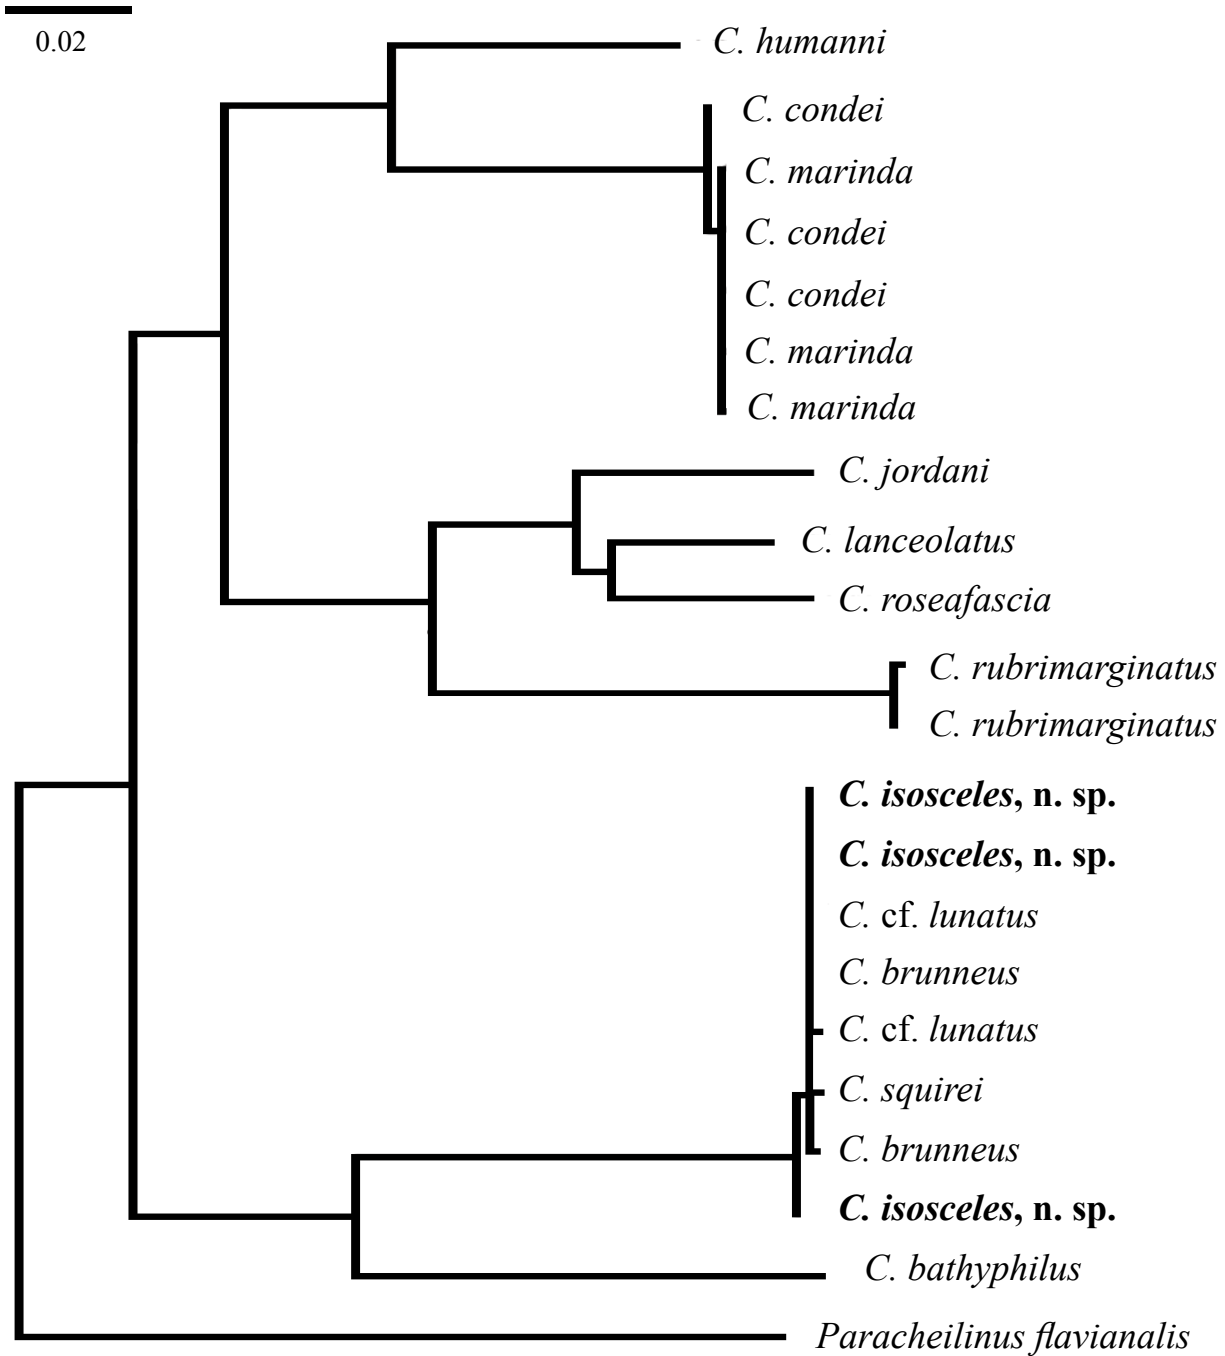 0.02
C. humanni
C. condei
C. marinda
C. condei
C. condei
C. marinda
C. marinda
C. jordani
C. lanceolatus
C. roseafascia
C. rubrimarginatus
C. rubrimarginatus
C. isosceles, n. sp.
C. isosceles, n. sp.
C. cf. lunatus
C. brunneus
C. cf. lunatus
C. squirei
C. brunneus
C. isosceles, n. sp.
C. bathyphilus
Paracheilinus flavianalis